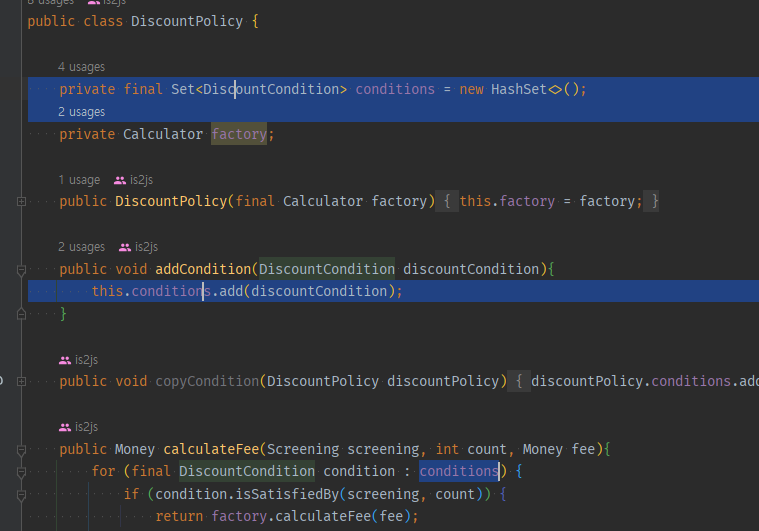 8 usages is2js
public class DiscountPolicy {
4 usages
private final Set<DiscountCondition> conditions = new HashSet<>();
2 usages
private Calculator factory;
1 usage is2js
public DiscountPolicy(final Calculator factory) { this.factory = factory; }
2 usages is2js
public void addCondition(DiscountCondition discountCondition){
this.conditions.add(discountCondition);
}
is2js
public void copyCondition(DiscountPolicy discountPolicy) { discountPolicy.conditions.add
is2js
public Money calculateFee(Screening screening, int count, Money fee){
for (final DiscountCondition condition : conditions) {
if (condition.isSatisfiedBy(screening, count)) {
return factory.calculateFee(fee);